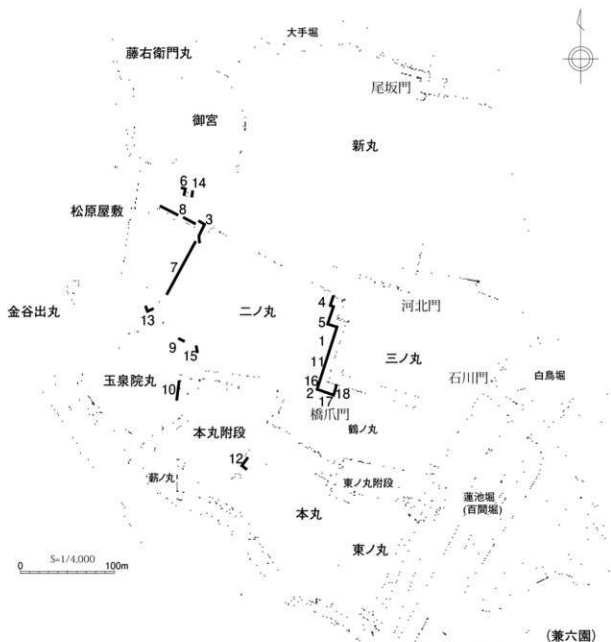 大手堀
藤右衛門丸
尾坂門
御宮
新丸
6 14
松原屋敷
8
3
7
4
河北門
金谷出丸
13
二ノ丸
5
1
三ノ丸
9
15
11
石川門
白鳥堀
玉泉院丸
10
16
2
18
17
橋爪門
本丸附段
鶴ノ丸
12
薪ノ丸
東ノ丸附段
蓮池堀
(百間堀)
本丸
東ノ丸
S=1/4,000
0 100m
(兼六園)